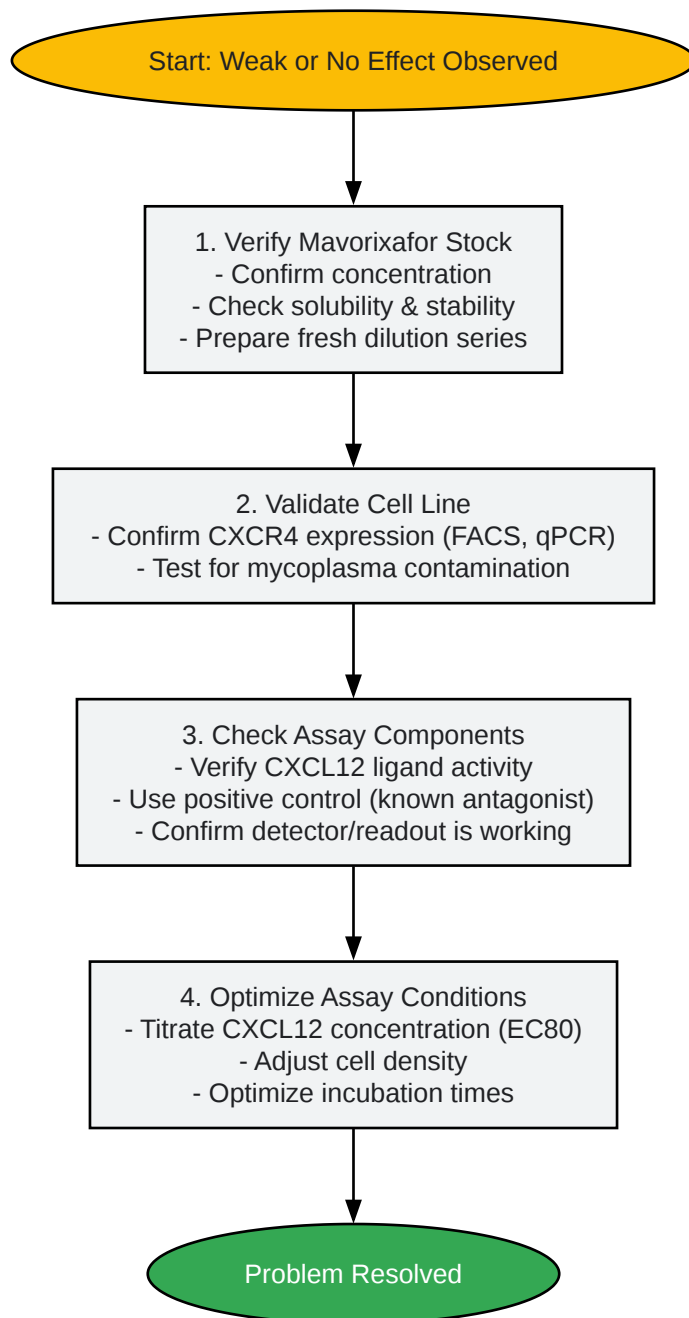 Start: Weak or No Effect Observed
1. Verify Mavorixafor Stock
- Confirm concentration
- Check solubility & stability
- Prepare fresh dilution series
2. Validate Cell Line
- Confirm CXCR4 expression (FACS, qPCR)
- Test for mycoplasma contamination
3. Check Assay Components
- Verify CXCL12 ligand activity
- Use positive control (known antagonist)
- Confirm detector/readout is working
4. Optimize Assay Conditions
- Titrate CXCL12 concentration (EC80)
- Adjust cell density
- Optimize incubation times
Problem Resolved